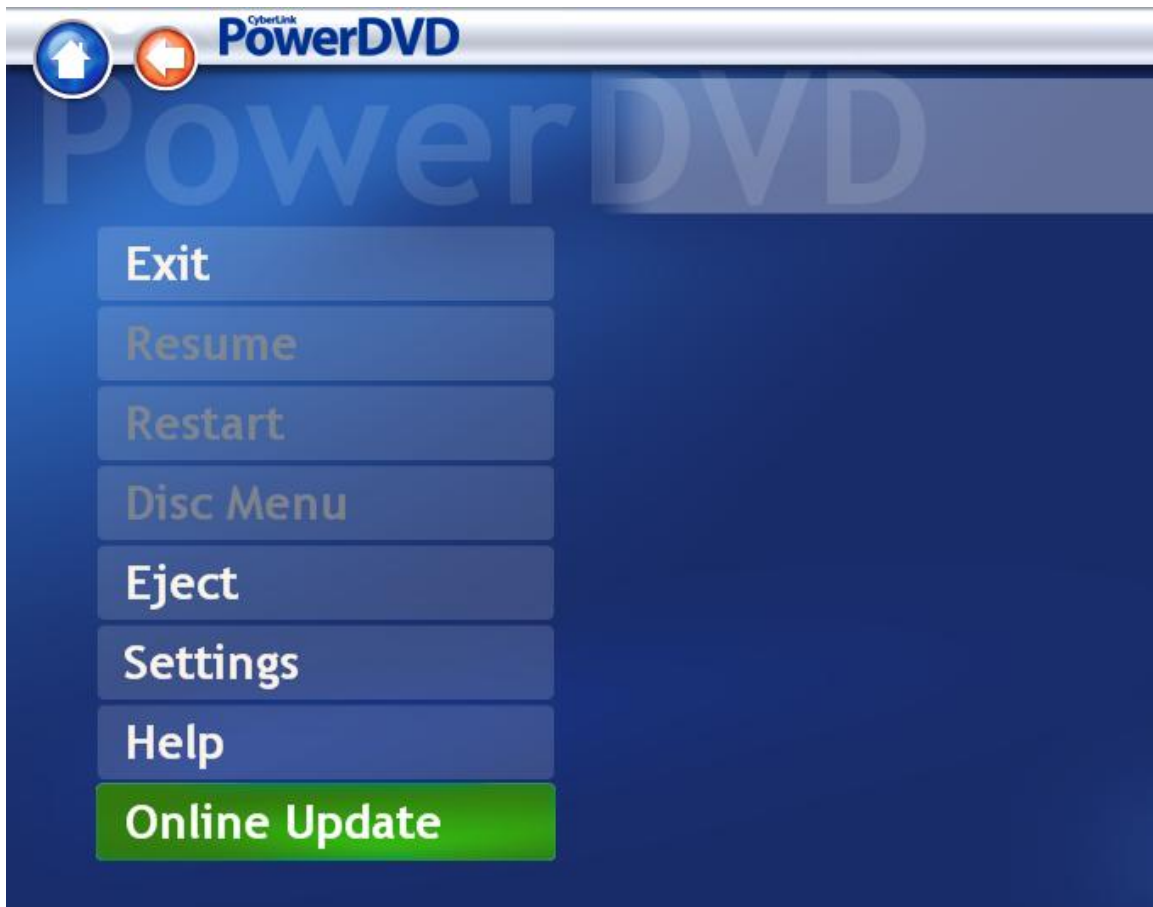 CyberLink
PowerDVD
PowerDVD
Exit
Resume
Restart
Disc Menu
Eject
Settings
Help
Online Update